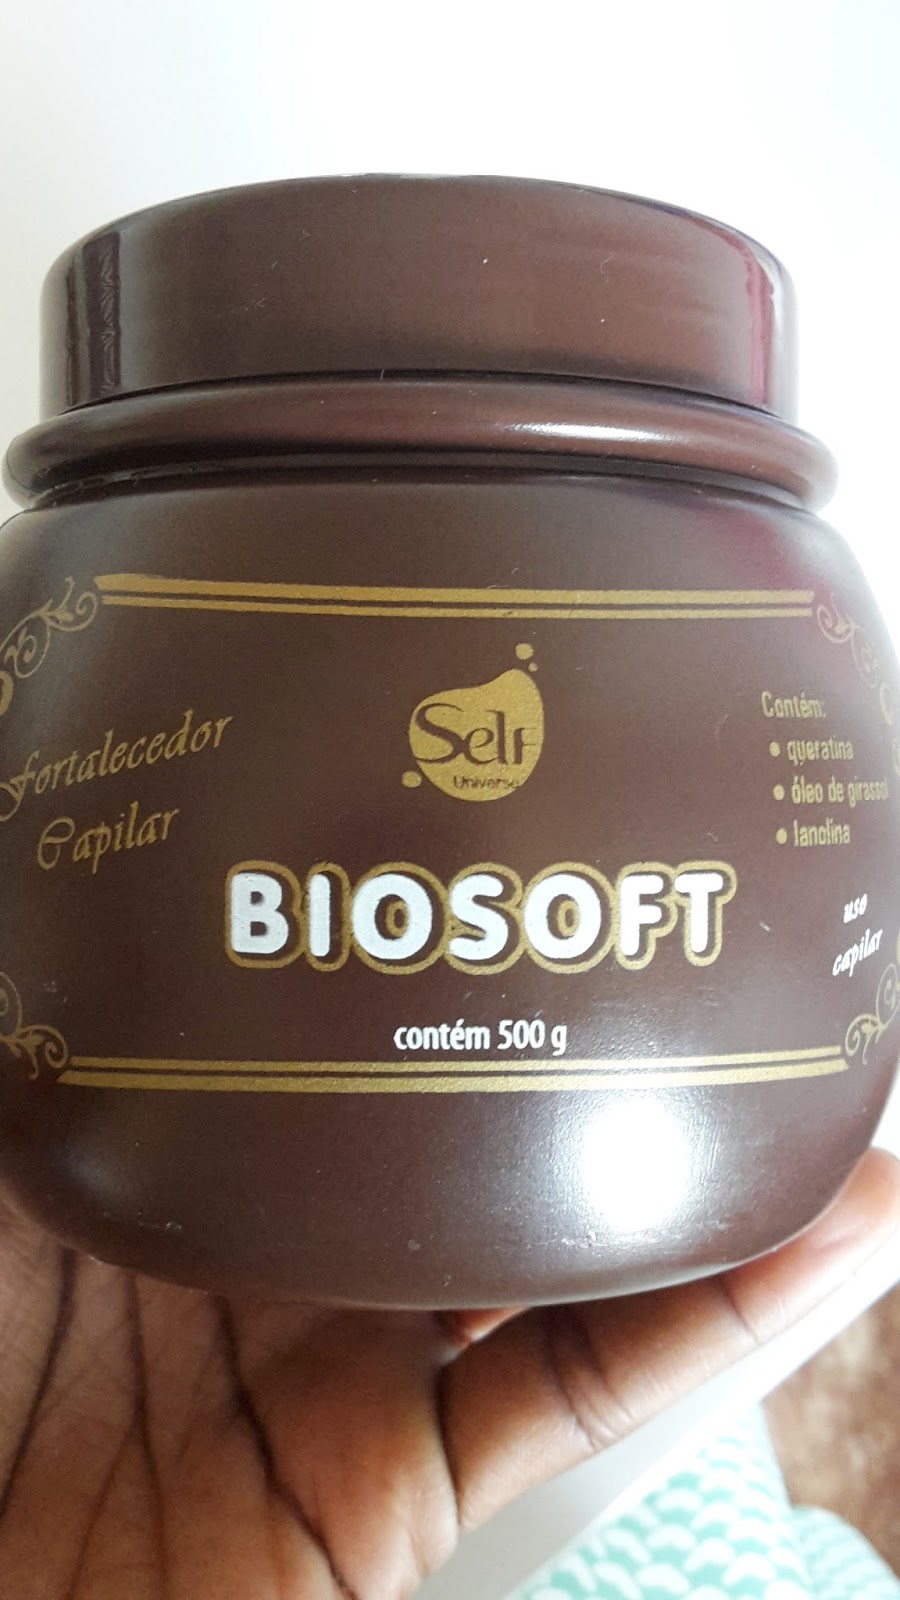 Fortalecedor
Capilar
Self
Universe
BIOSOFT
contém 500 g
Contém:
• queratina
• óleo de girassol
• lanolina
uso
capilar